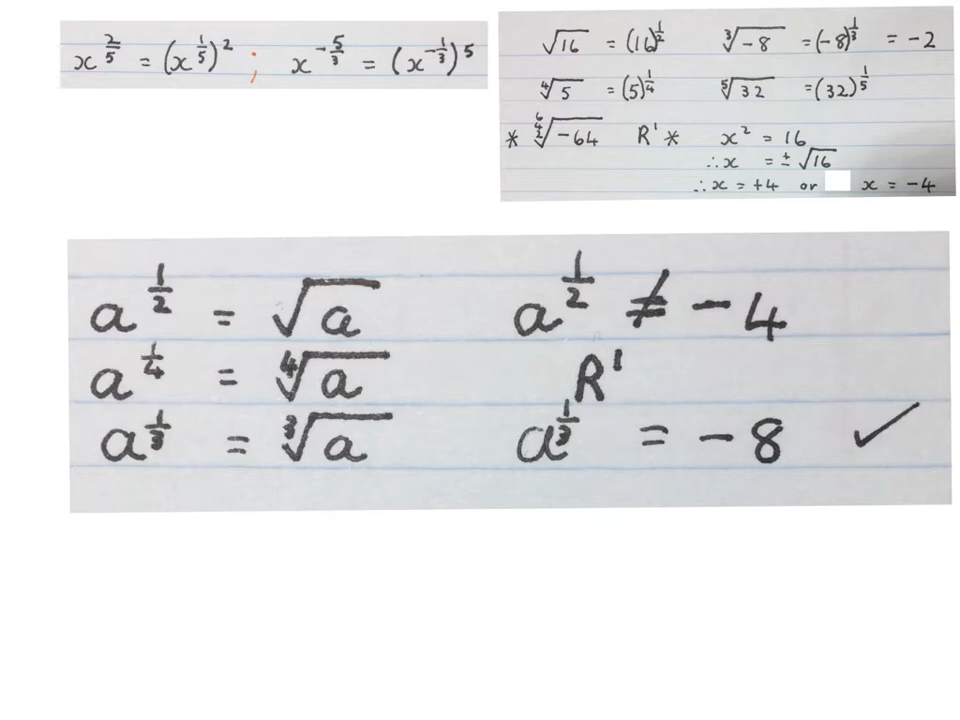 x^{2/5} = (x^{1/5})^2 ; x^{-5/3} = (x^{-1/3})^5
√16 = (16)^{1/2} ∛-8 = (-8)^{1/3} = -2
∜5 = (5)^{1/4} ⁵√32 = (32)^{1/5}
* ^{6 4 2}√-64 R' * x² = 16
∴x = ±√16
∴x = +4 or x = -4
a^{1/2} = √a a^{1/2} ≠ -4
a^{1/4} = ∜a R'
a^{1/3} = ∛a a^{1/3} = -8 ✓